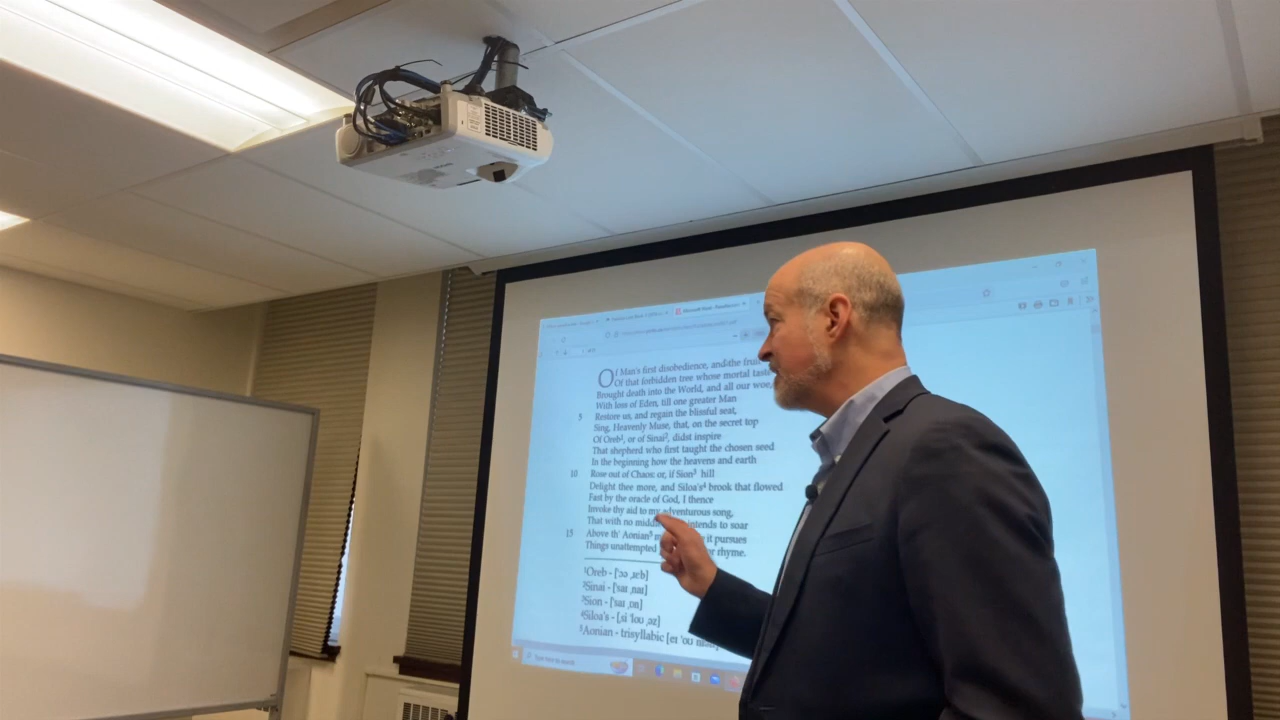 Of Man's first disobedience, and the fruit
Of that forbidden tree whose mortal taste
Brought death into the World, and all our woe,
With loss of Eden, till one greater Man
5 Restore us, and regain the blissful seat,
Sing, Heavenly Muse, that, on the secret top
Of Oreb¹, or of Sinai², didst inspire
That shepherd who first taught the chosen seed
In the beginning how the heavens and earth
10 Rose out of Chaos: or, if Sion³ hill
Delight thee more, and Siloa's⁴ brook that flowed
Fast by the oracle of God, I thence
Invoke thy aid to my adventurous song,
That with no intends to soar
15 Above th' Aonian⁵ it pursues
Things unattempted or rhyme.
¹Oreb -
²Sinai -
³Sion -
⁴Siloa's -
⁵Aonian - trisyllabic
Type here to search